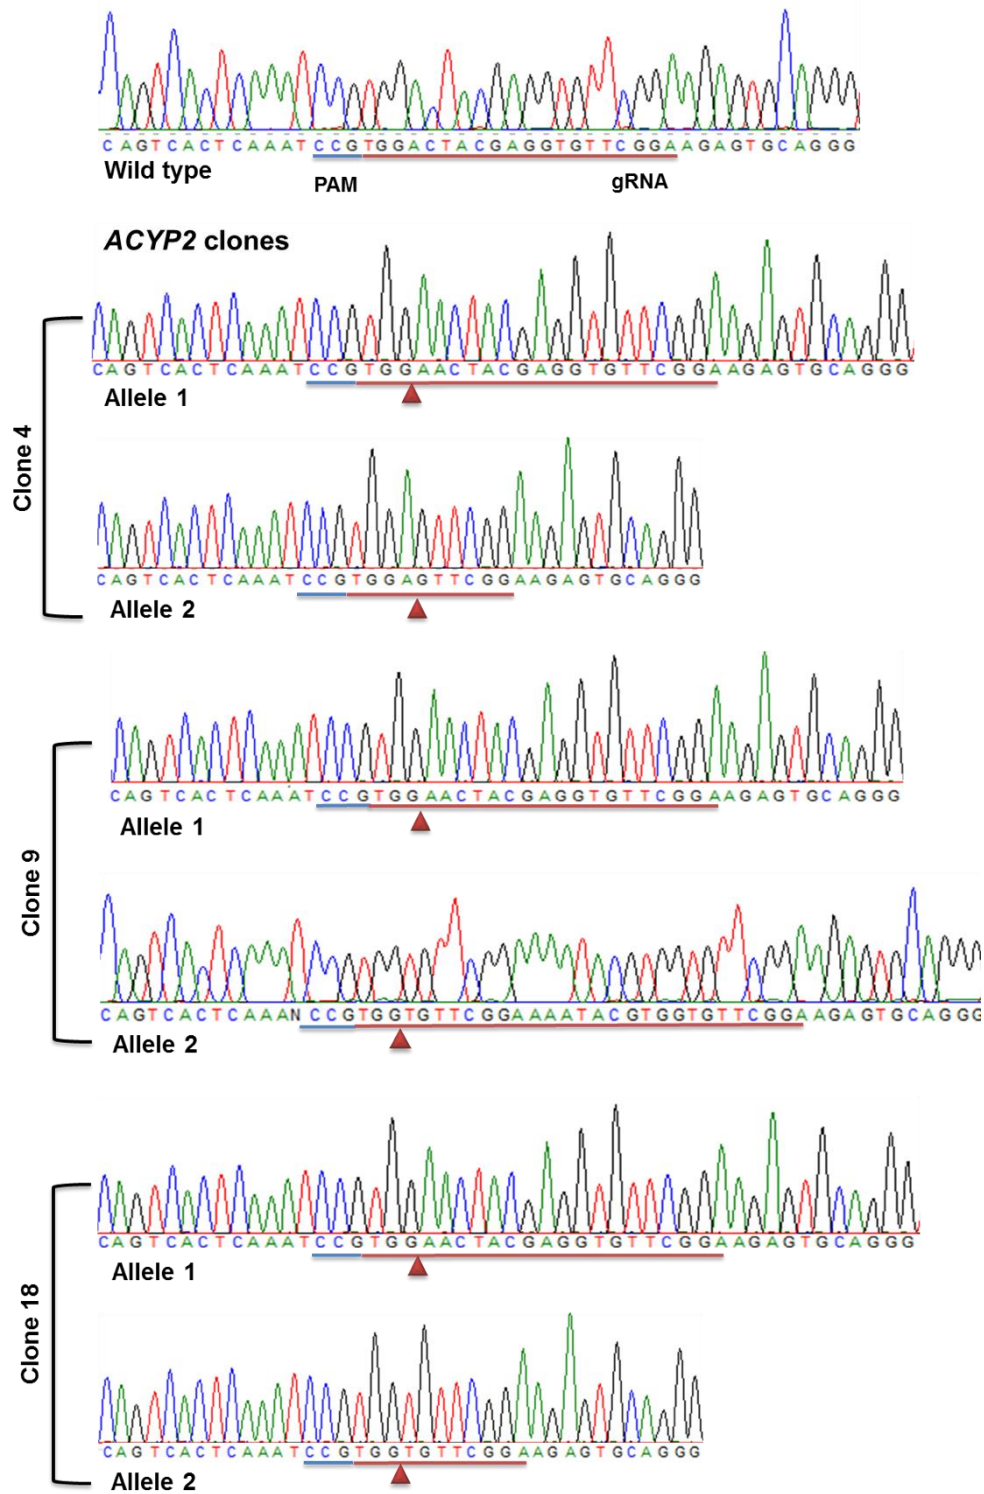 CAGTCACTCAAATCCGTGGACTACGAGGTGTTCGGAAGAGTGCAGGG
Wild type
PAM
gRNA
ACYP2 clones
Clone 4
CAGTCACTCAAATCCGTGGAACTACGAGGTGTTCGGAAGAGTGCAGGG
Allele 1
CAGTCACTCAAATCCGTGGAGTTCGGAAGAGTGCAGGG
Allele 2
Clone 9
CAGTCACTCAAATCCGTGGAACTACGAGGTGTTCGGAAGAGTGCAGGG
Allele 1
CAGTCACTCAAANCCGTGGTGTTCGGAAAATACGTGGTGTTCGGAAGAGTGCAGGG
Allele 2
Clone 18
CAGTCACTCAAATCCGTGGAACTACGAGGTGTTCGGAAGAGTGCAGGG
Allele 1
CAGTCACTCAAATCCGTGGTGTTCGGAAGAGTGCAGGG
Allele 2